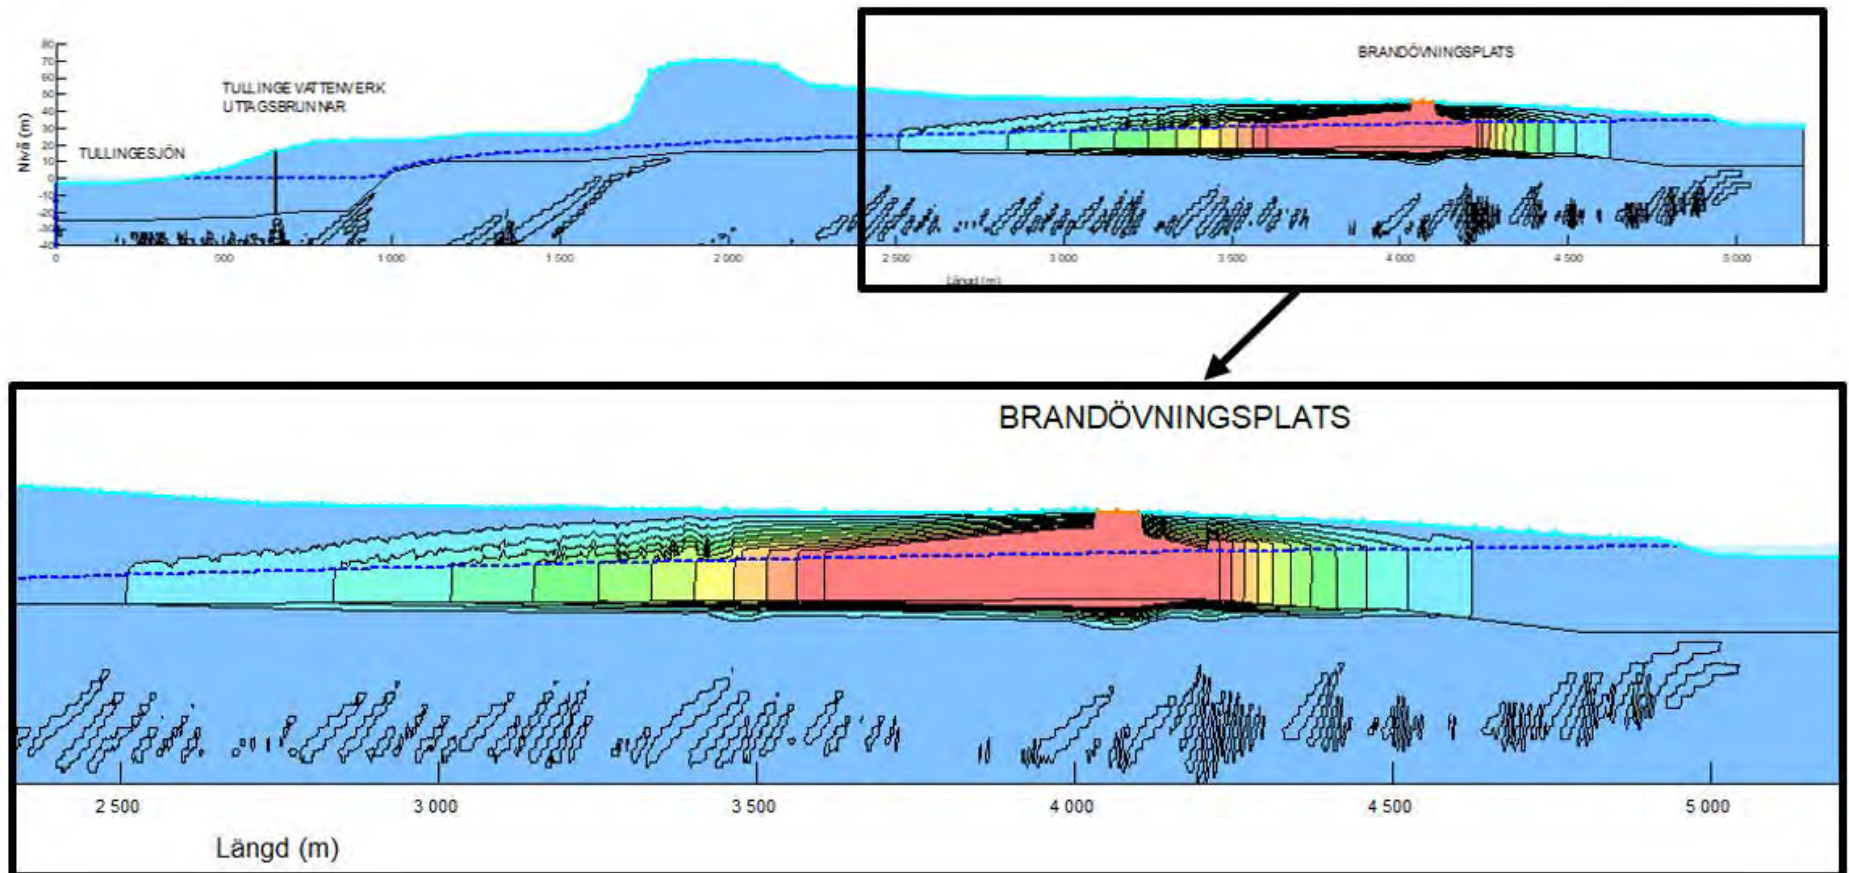 BRANDÖVNINGSPLATS
TULLINGE VATTENVERK
UTTAGSBRUNNAR
TULLINGESJÖN
Nivå (m)
80
70
60
50
40
30
20
10
0
-10
-20
-30
-40
0 500 1 000 1 500 2 000 2 500 3 000 3 500 4 000 4 500 5 000
Längd (m)
BRANDÖVNINGSPLATS
2 500 3 000 3 500 4 000 4 500 5 000
Längd (m)